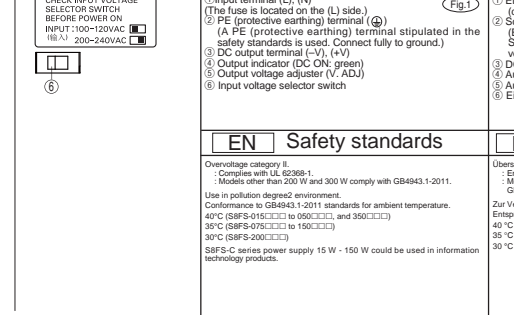 CHECK INPUT VOLTAGE
SELECTOR SWITCH
BEFORE POWER ON
INPUT:100-120VAC
(输入) 200-240VAC
⑥
①Input terminal (L), (N)
(The fuse is located on the (L) side.)
Fig.1
② PE (protective earthing) terminal (⏚)
(A PE (protective earthing) terminal stipulated in the
safety standards is used. Connect fully to ground.)
③ DC output terminal (–V), (+V)
④ Output indicator (DC ON: green)
⑤ Output voltage adjuster (V. ADJ)
⑥ Input voltage selector switch
EN Safety standards
Overvoltage category II.
: Complies with UL 62368-1.
: Models other than 200 W and 300 W comply with GB4943.1-2011.
Use in pollution degree2 environment.
Conformance to GB4943.1-2011 standards for ambient temperature.
40°C (S8FS-015□□□ to 050□□□, and 350□□□)
35°C (S8FS-075□□□ to 150□□□)
30°C (S8FS-200□□□)
S8FS-C series power supply 15 W - 150 W could be used in information
technology products.
①
②
③
④
⑤
⑥
Zur
40 °C
35 °C
30 °C